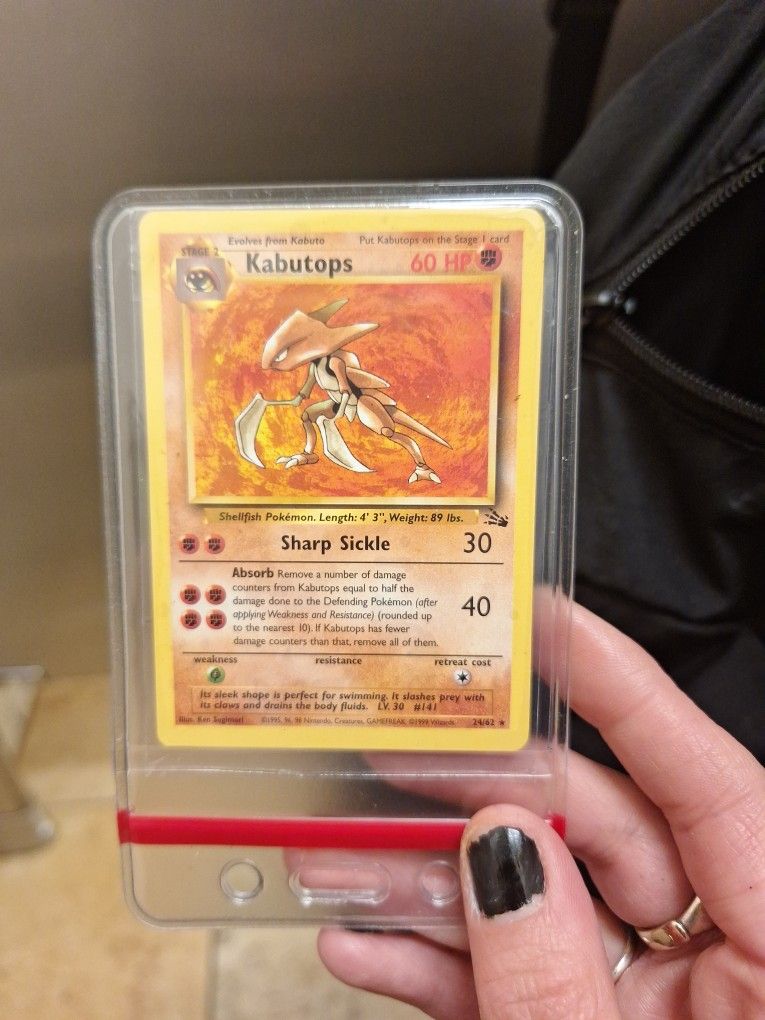 Evolves from Kabuto Put Kabutops on the Stage 1 card
STAGE 2
Kabutops 60 HP
Shellfish Pokémon. Length: 4' 3", Weight: 89 lbs.
Sharp Sickle 30
Absorb Remove a number of damage
counters from Kabutops equal to half the
damage done to the Defending Pokémon (after
applying Weakness and Resistance) (rounded up
to the nearest 10). If Kabutops has fewer
damage counters than that, remove all of them.
40
weakness resistance retreat cost
Its sleek shape is perfect for swimming. It slashes prey with
its claws and drains the body fluids. LV. 30 #141
Illus. Ken Sugimori ©1995, 96, 98 Nintendo, Creatures, GAMEFREAK. ©1999 Wizards. 24/62 ★